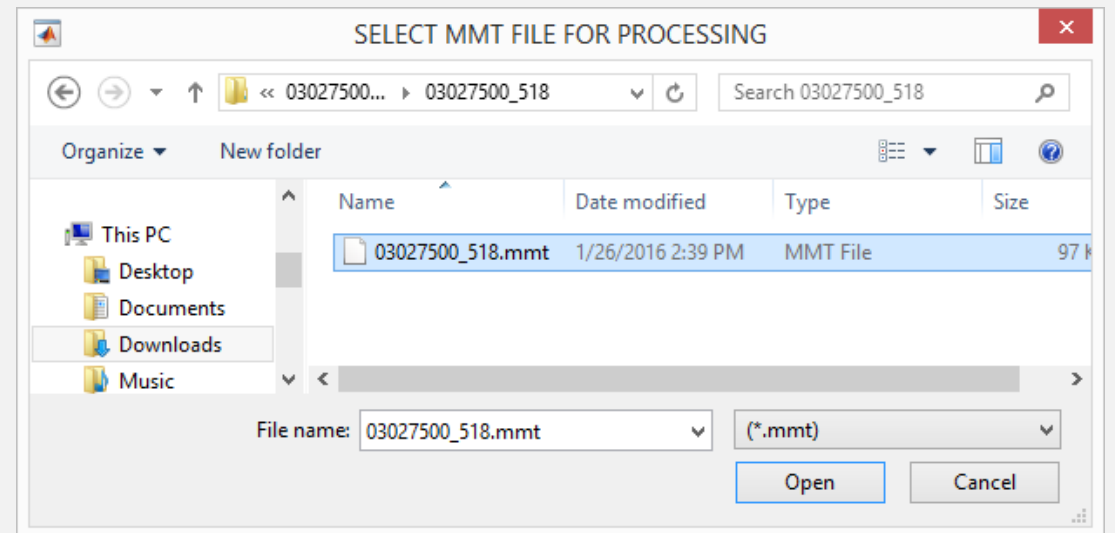 SELECT MMT FILE FOR PROCESSING
« 03027500... 03027500_518 Search 03027500_518
Organize New folder
Name Date modified Type Size
This PC
03027500_518.mmt 1/26/2016 2:39 PM MMT File 97
Desktop
Documents
Downloads
Music
File name: 03027500_518.mmt (*.mmt)
Open Cancel